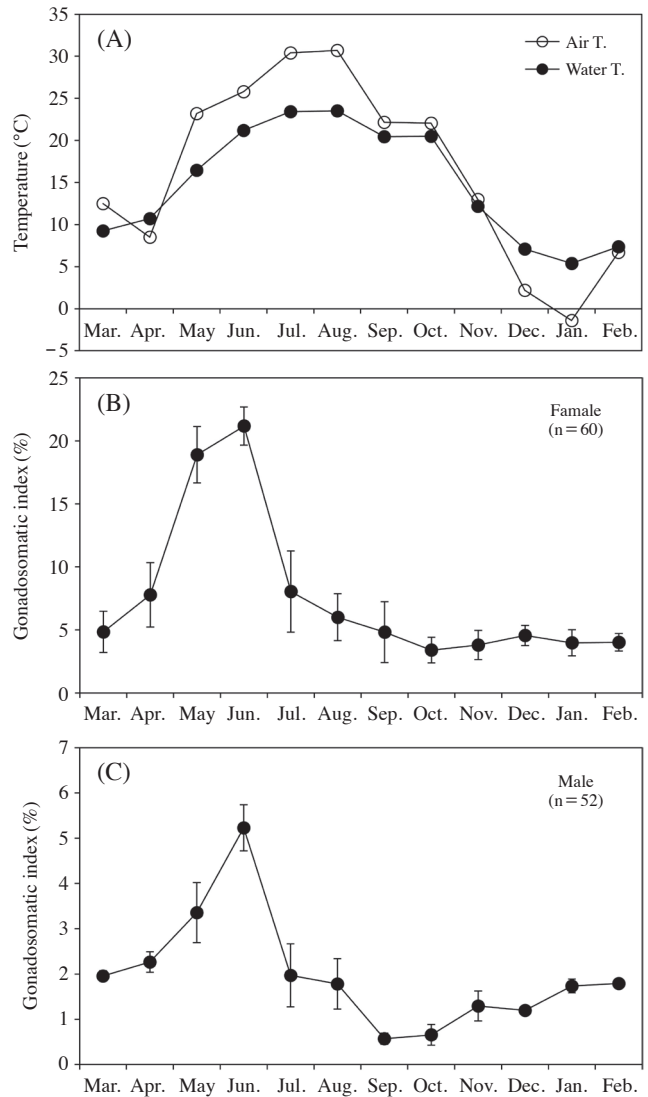 35
30
25
20
15
10
5
0
−5
Temperature (°C)
(A)
Air T.
Water T.
Mar. Apr. May Jun. Jul. Aug. Sep. Oct. Nov. Dec. Jan. Feb.
25
20
15
10
5
0
Gonadosomatic index (%)
(B)
Famale
(n=60)
Mar. Apr. May Jun. Jul. Aug. Sep. Oct. Nov. Dec. Jan. Feb.
7
6
5
4
3
2
1
0
Gonadosomatic index (%)
(C)
Male
(n=52)
Mar. Apr. May Jun. Jul. Aug. Sep. Oct. Nov. Dec. Jan. Feb.